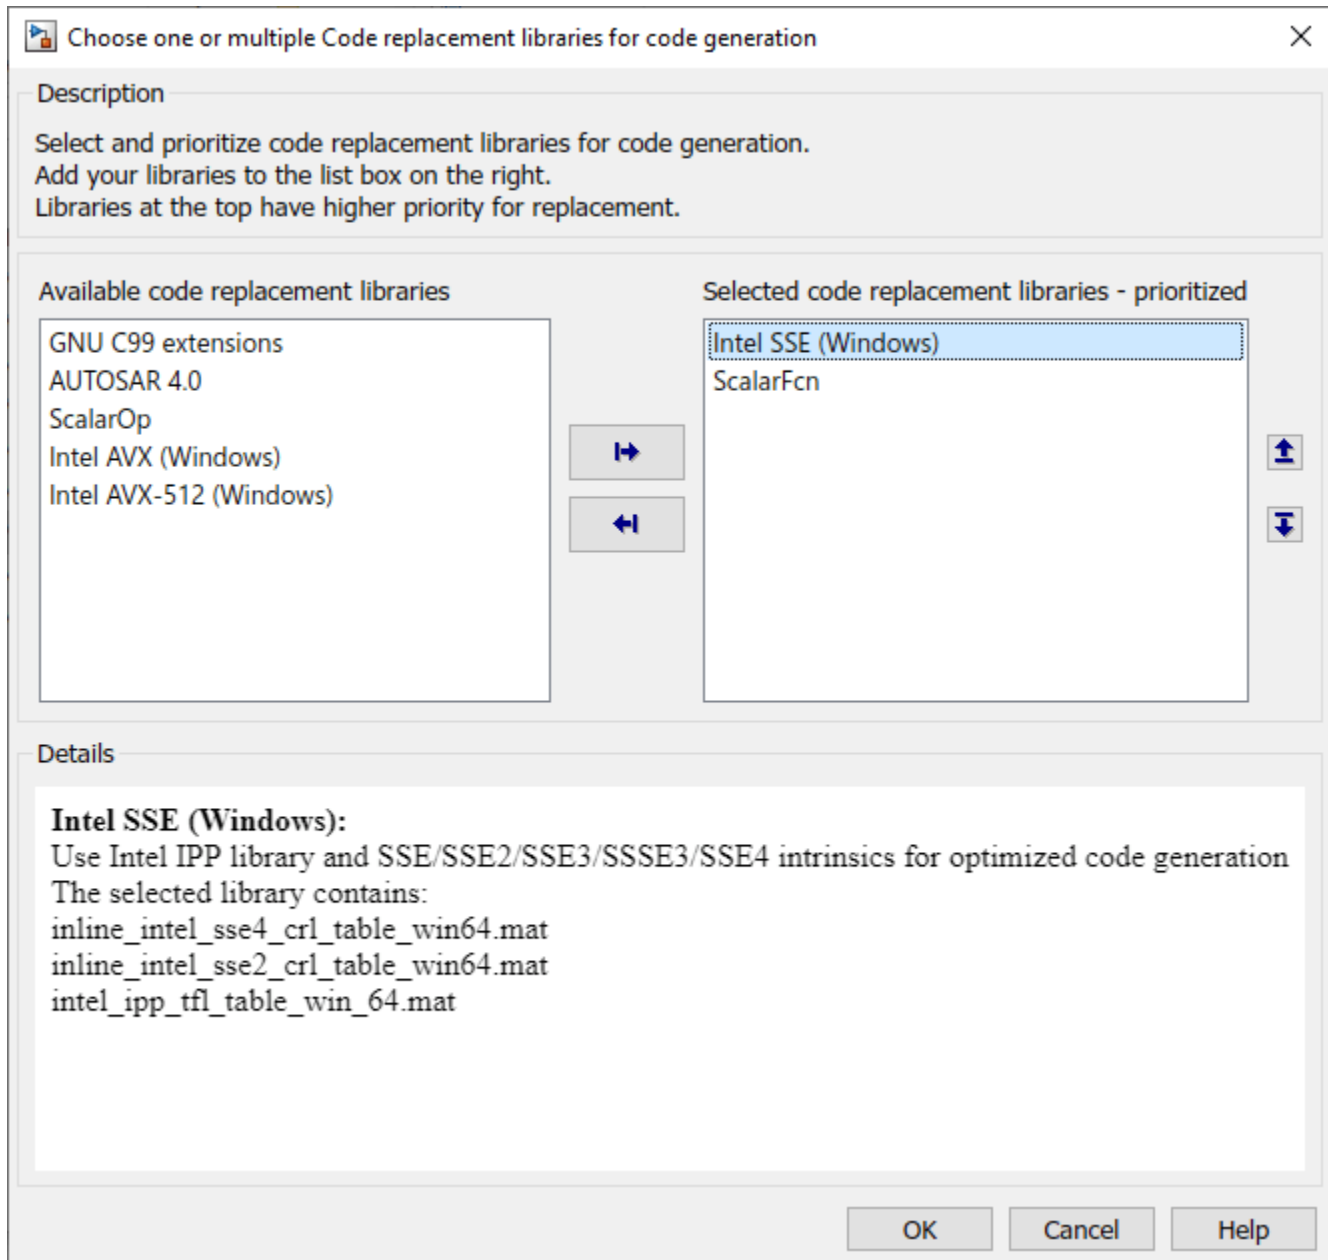 Choose one or multiple Code replacement libraries for code generation
Description
Select and prioritize code replacement libraries for code generation.
Add your libraries to the list box on the right.
Libraries at the top have higher priority for replacement.
Available code replacement libraries
GNU C99 extensions
AUTOSAR 4.0
ScalarOp
Intel AVX (Windows)
Intel AVX-512 (Windows)
Selected code replacement libraries - prioritized
Intel SSE (Windows)
ScalarFcn
Details
Intel SSE (Windows):
Use Intel IPP library and SSE/SSE2/SSE3/SSSE3/SSE4 intrinsics for optimized code generation
The selected library contains:
inline_intel_sse4_crl_table_win64.mat
inline_intel_sse2_crl_table_win64.mat
intel_ipp_tfl_table_win_64.mat
OK
Cancel
Help